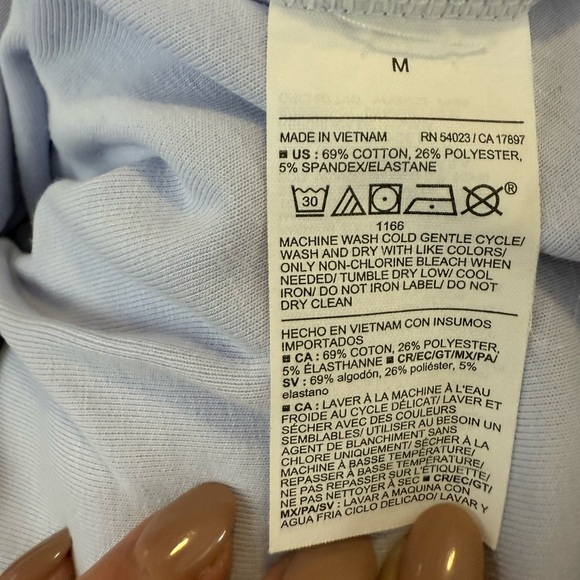 M
MADE IN VIETNAM RN 54023 / CA 17897
US : 69% COTTON, 26% POLYESTER,
5% SPANDEX/ELASTANE
30 ®
1166
MACHINE WASH COLD GENTLE CYCLE/
WASH AND DRY WITH LIKE COLORS/
ONLY NON-CHLORINE BLEACH WHEN
NEEDED/ TUMBLE DRY LOW/ COOL
IRON/ DO NOT IRON LABEL/ DO NOT
DRY CLEAN
HECHO EN VIETNAM CON INSUMOS
IMPORTADOS
CA : 69% COTON, 26% POLYESTER,
5% ÉLASTHANNE CR/EC/GT/MX/PA/
SV : 69% algodón, 26% poliéster, 5%
elastano
CA : LAVER À LA MACHINE À L'EAU
FROIDE AU CYCLE DÉLICAT/ LAVER ET
SÉCHER AVEC DES COULEURS
SEMBLABLES/ UTILISER AU BESOIN UN
AGENT DE BLANCHIMENT SANS
CHLORE UNIQUEMENT/ SÉCHER À LA
MACHINE À BASSE TEMPÉRATURE/
REPASSER À BASSE TEMPÉRATURE/
NE PAS REPASSER SUR L'ÉTIQUETTE/
NE PAS NETTOYER À SEC CR/EC/GT/
MX/PA/SV: LAVAR A MAQUINA CON
AGUA FRIA CICLO DELICADO/ LAVAR Y